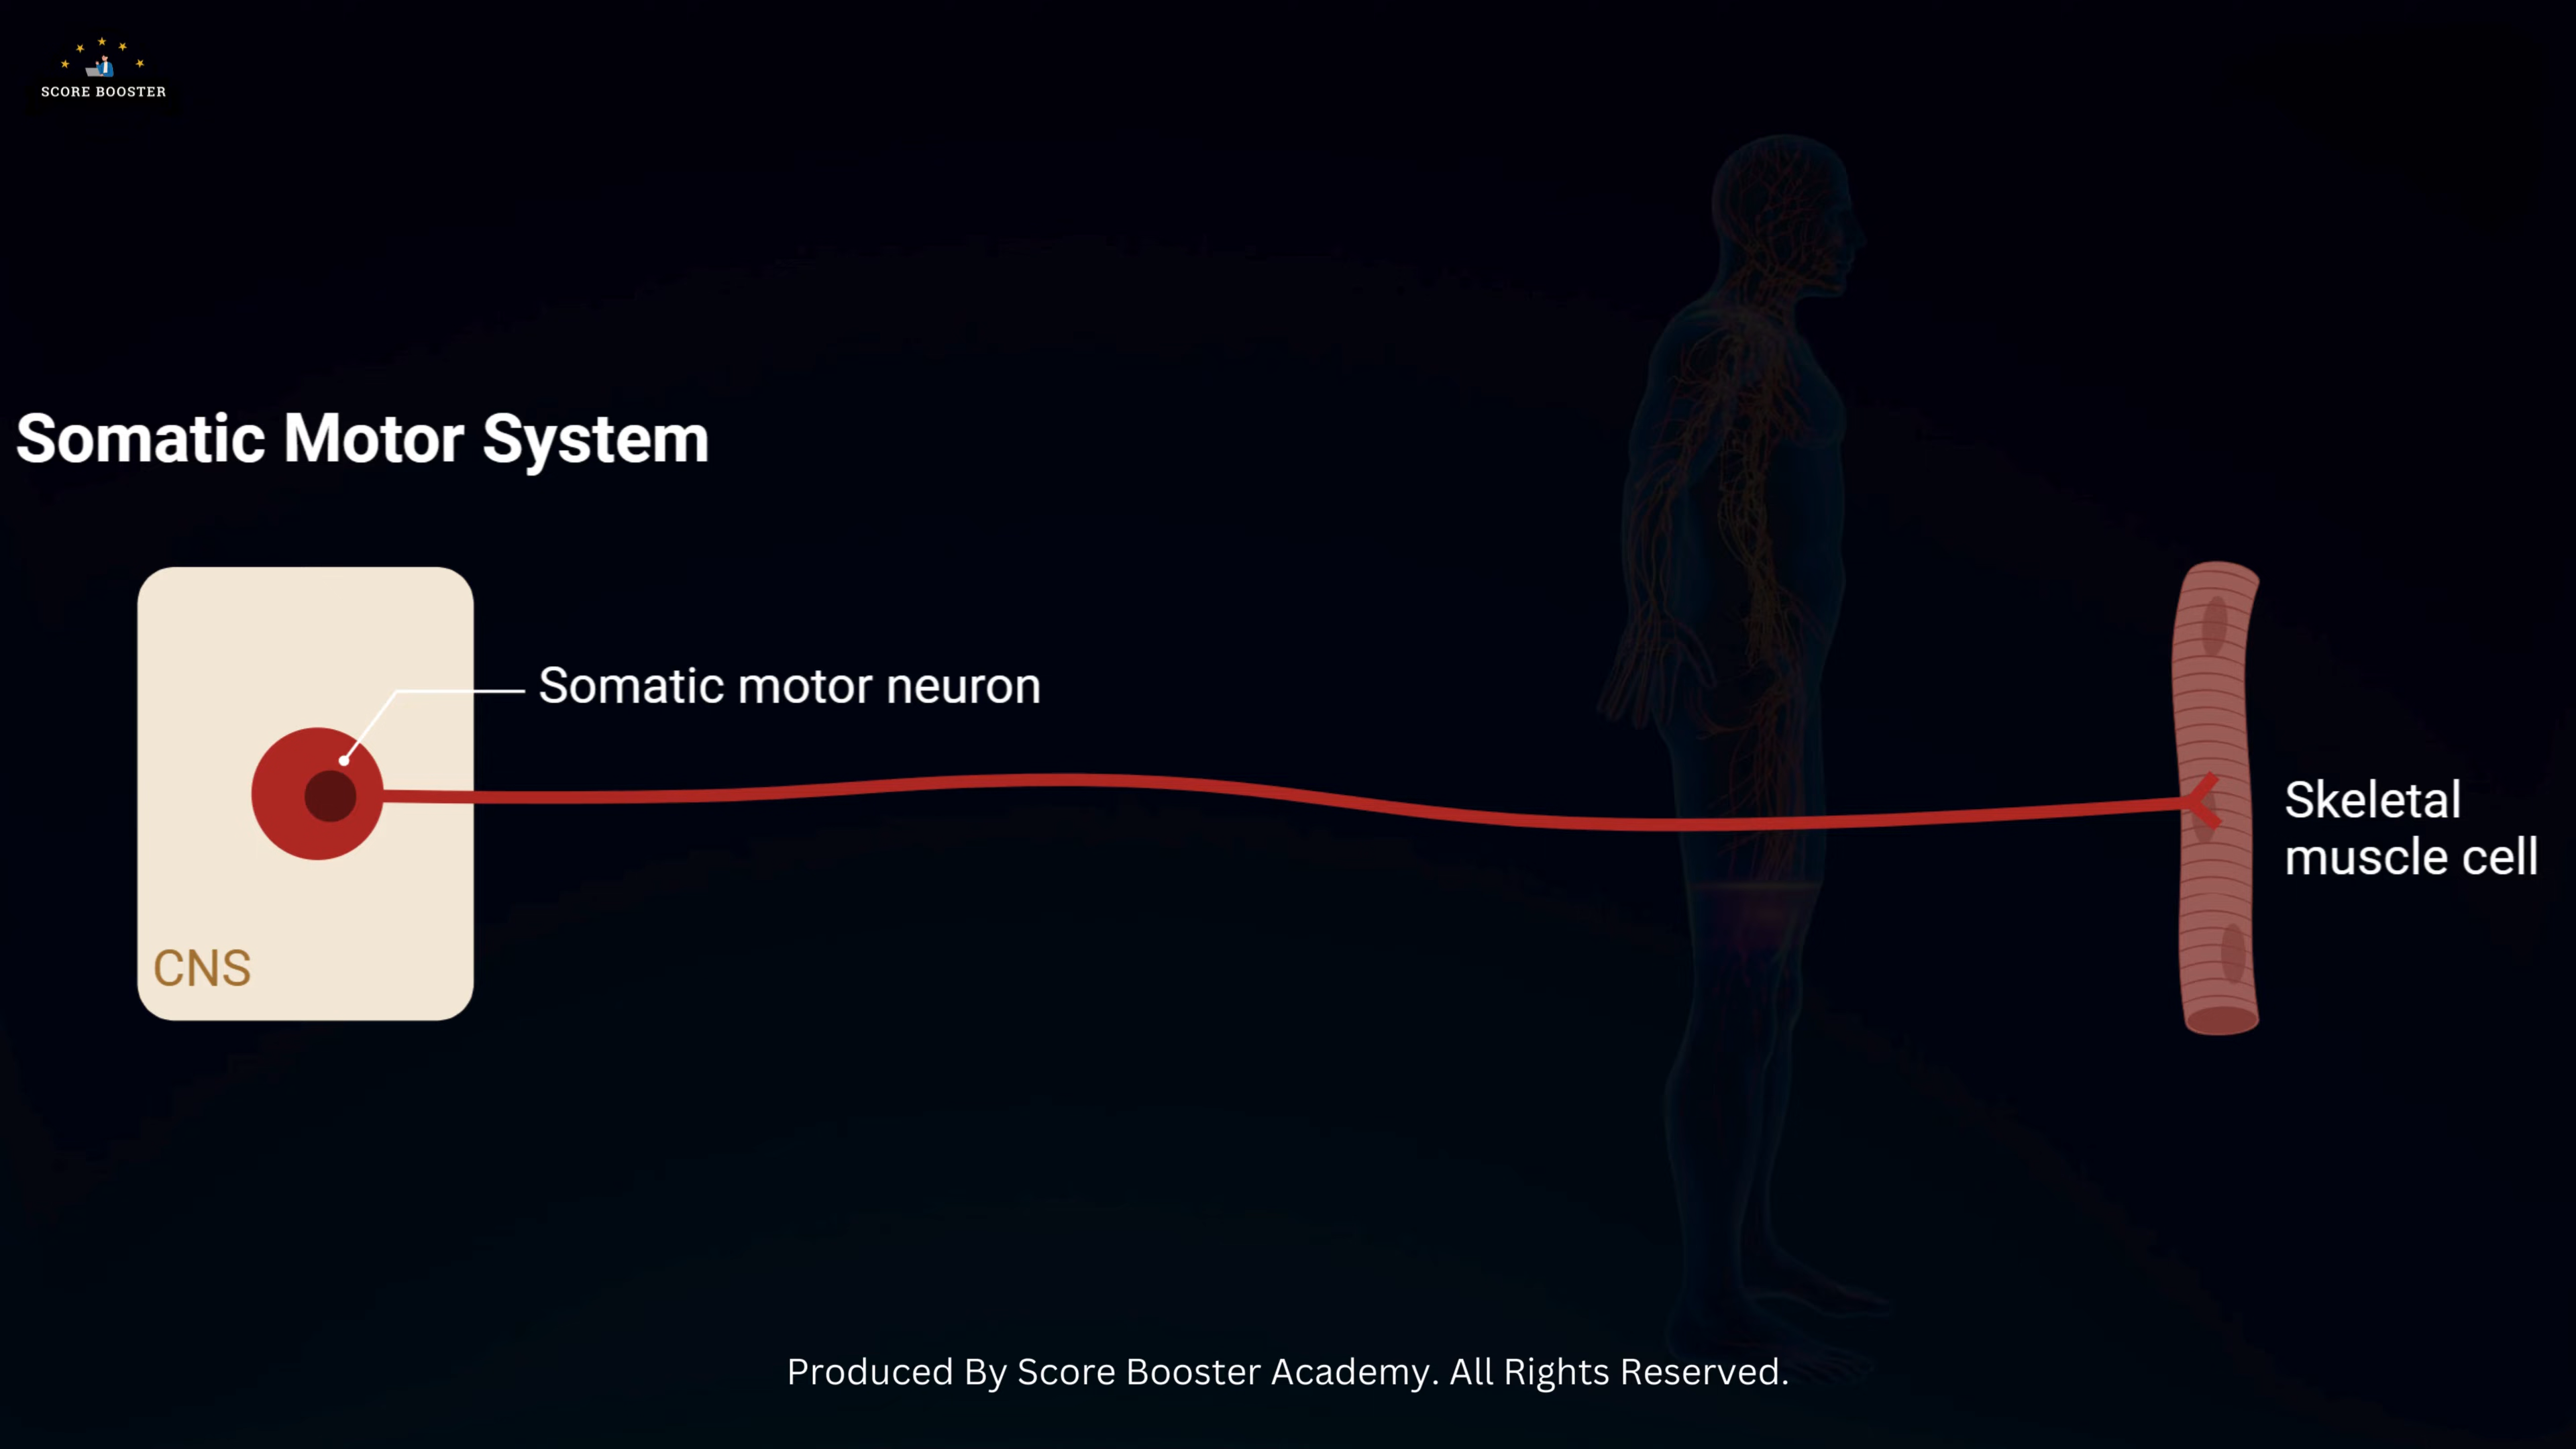 SCORE BOOSTER
Somatic Motor System
Somatic motor neuron
Skeletal
muscle cell
CNS
Produced By Score Booster Academy. All Rights Reserved.